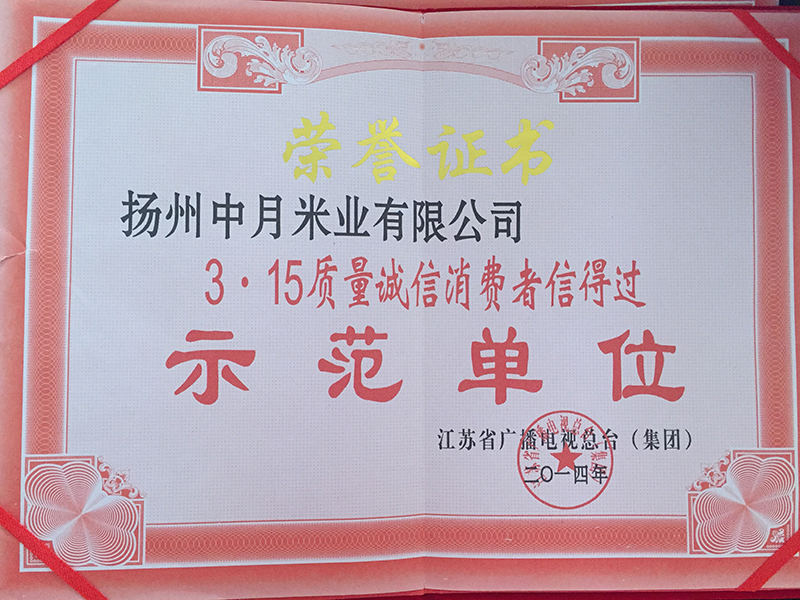 荣誉证书
扬州中月米业有限公司
3·15质量诚信消费者信得过
示范单位
江苏省广播电视总台（集团）
二〇一四年